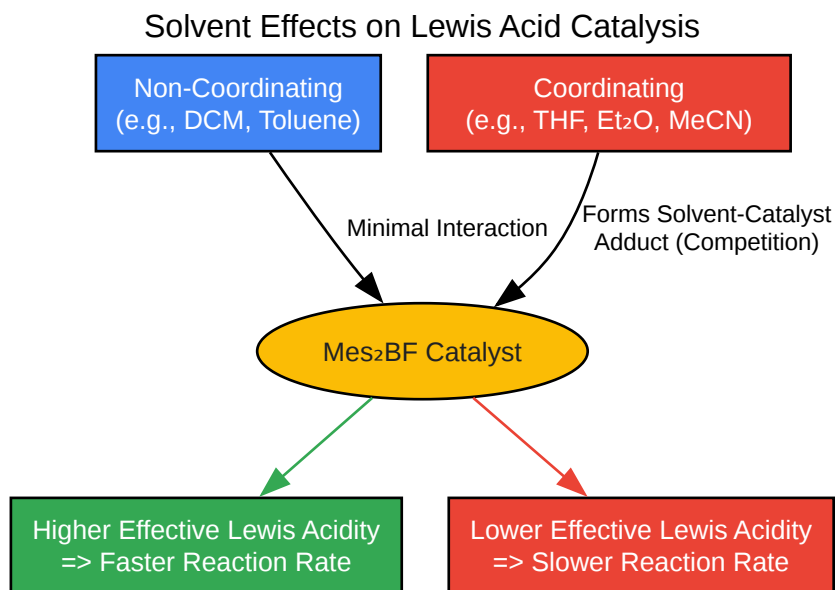 Solvent Effects on Lewis Acid Catalysis
Non-Coordinating
(e.g., DCM, Toluene)
Coordinating
(e.g., THF, Et₂O, MeCN)
Minimal Interaction
Forms Solvent-Catalyst
Adduct (Competition)
Mes₂BF Catalyst
Higher Effective Lewis Acidity
=> Faster Reaction Rate
Lower Effective Lewis Acidity
=> Slower Reaction Rate